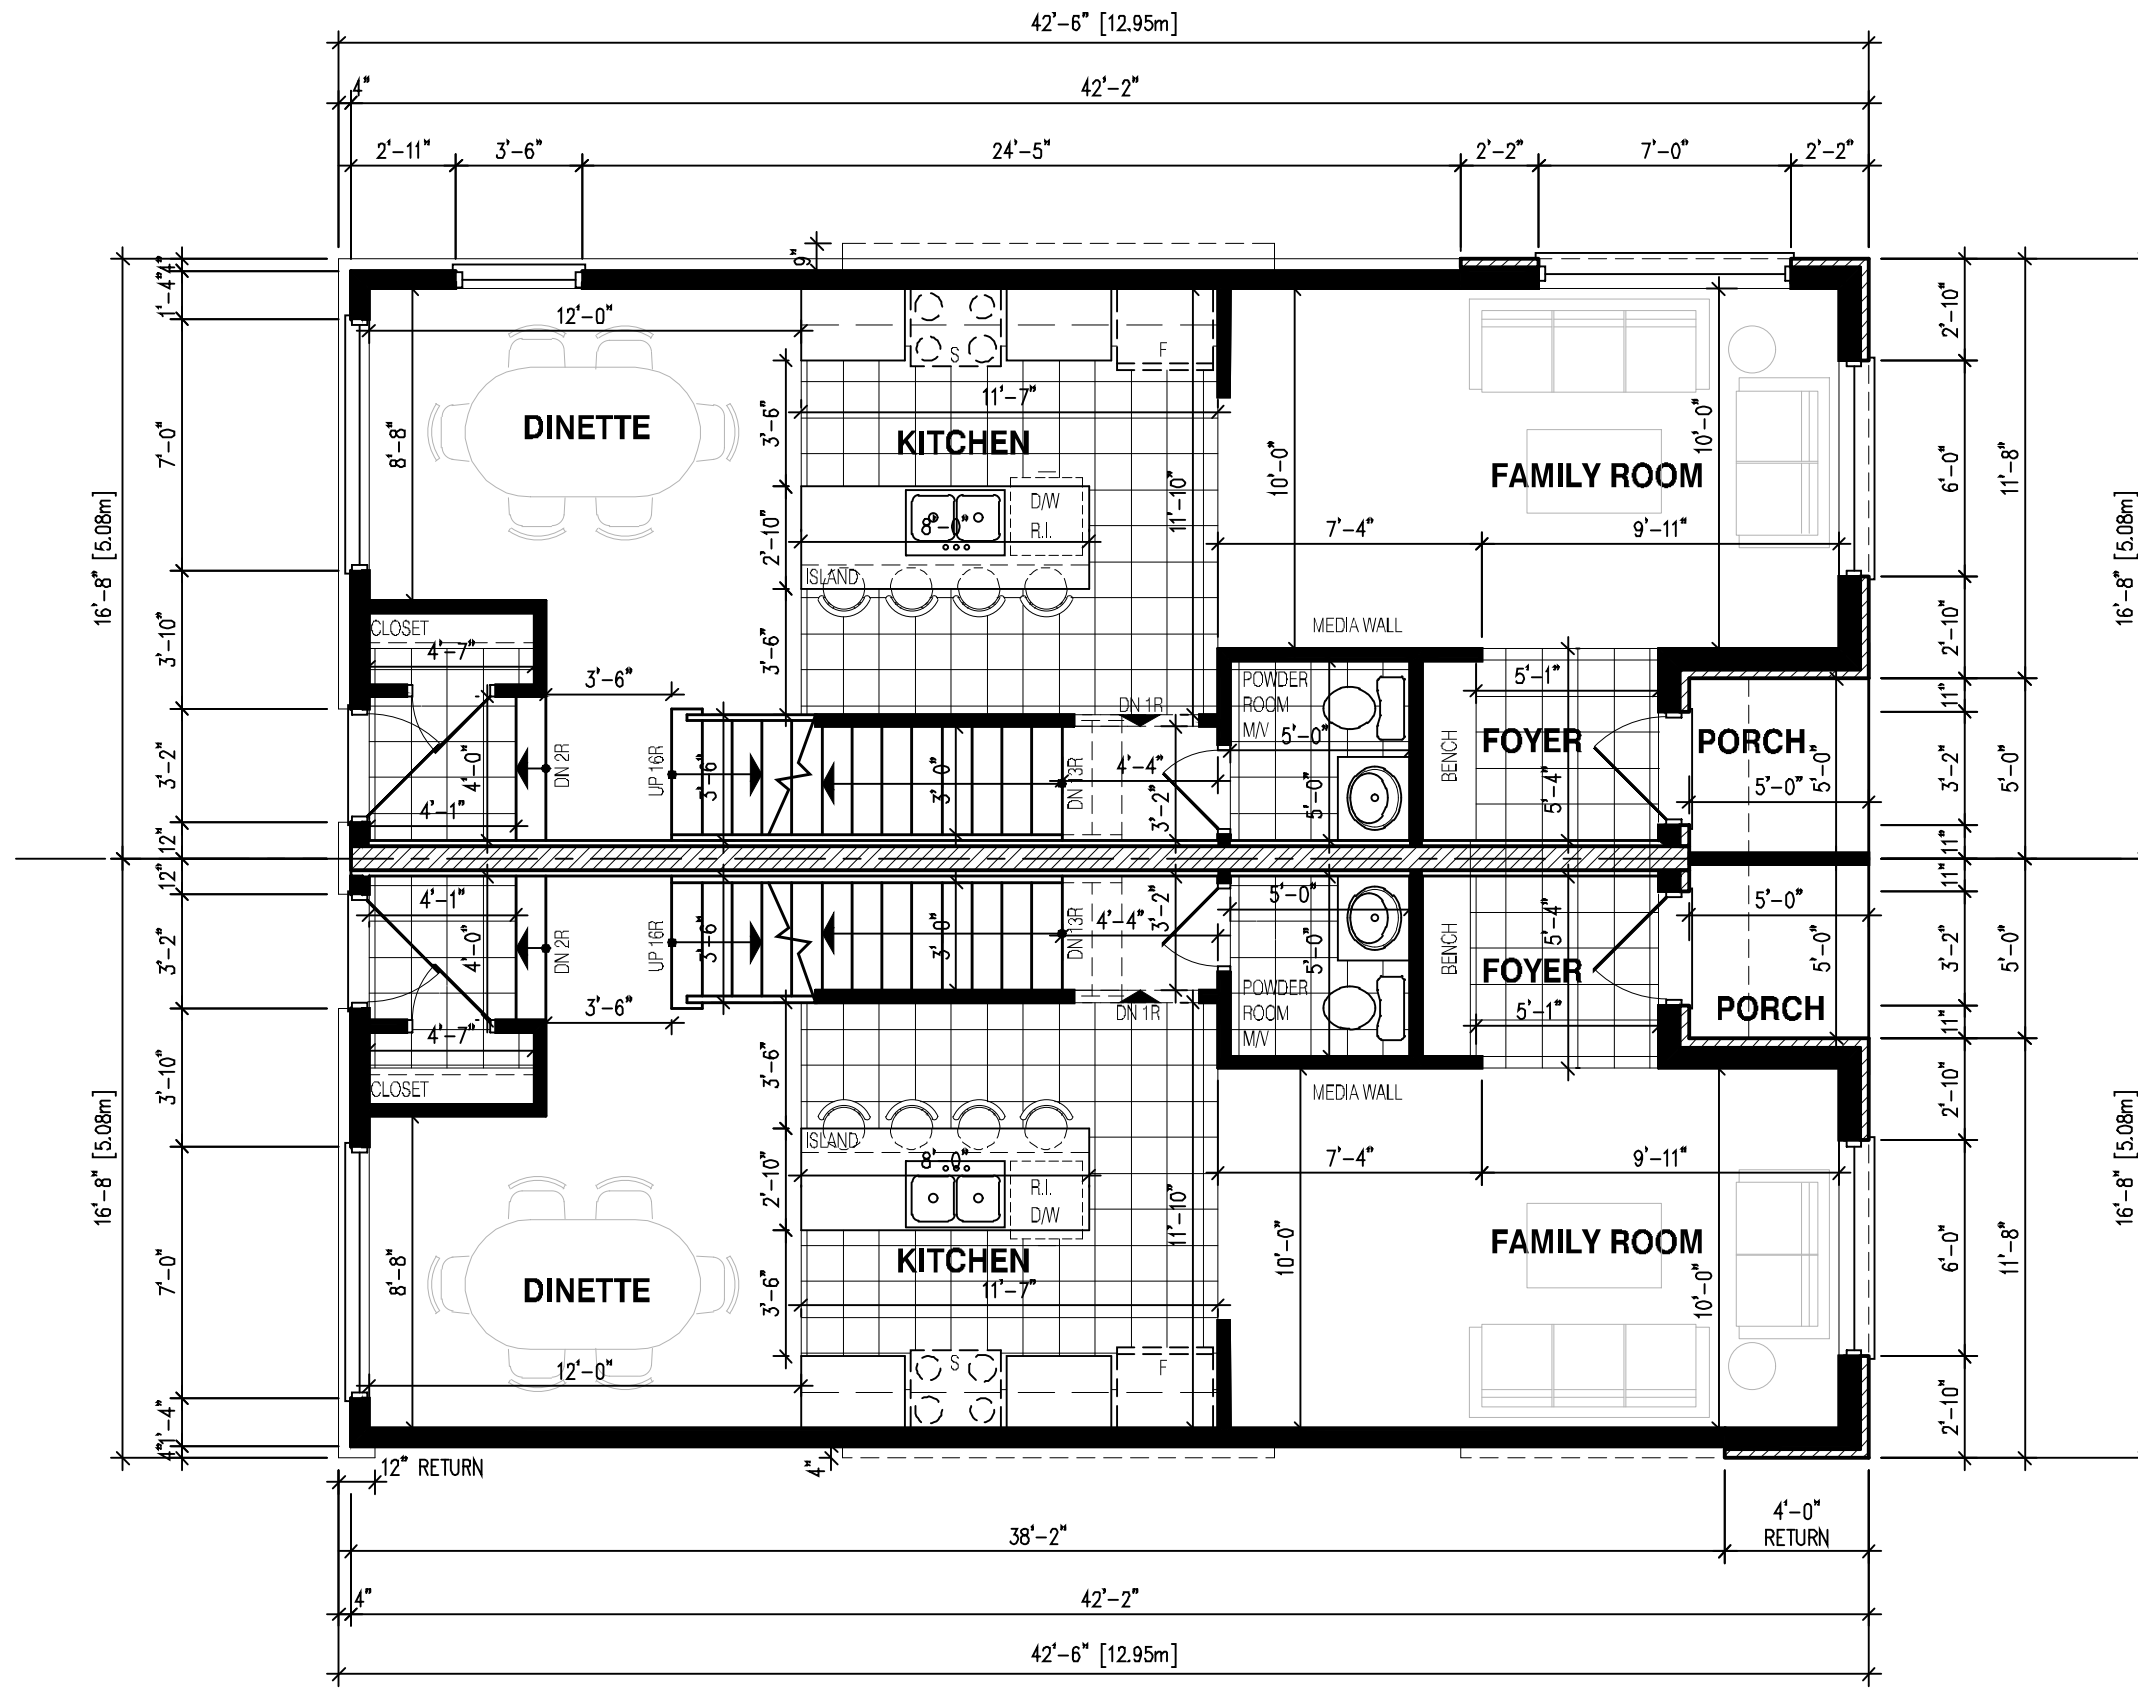 42'-6" [12.95m]
4" 42'-2"
2'-11" 3'-6" 24'-5" 2'-2" 7'-0" 2'-2"
9"
4"
1'-4"
7'-0"
3'-10"
3'-2"
12"
16'-8" [5.08m]
12'-0"
8'-8"
DINETTE
S
F
3'-6"
11'-7"
KITCHEN
D/W
R.I.
8'-0"
2'-10"
ISLAND
11'-10"
3'-6"
10'-0"
10'-0"
FAMILY ROOM
7'-4" 9'-11"
MEDIA WALL
2'-10"
6'-0"
2'-10"
11"
3'-2"
11"
11'-8"
5'-0"
16'-8" [5.08m]
CLOSET
4'-7"
3'-6"
4'-0"
4'-1"
DN 2R
UP 16R
3'-6"
3'-0"
DN 1R
DN 13R
4'-4"
3'-2"
POWDER
ROOM
M/V
5'-0"
5'-0"
BENCH
5'-1"
FOYER
5'-4"
PORCH
5'-0"
5'-0"
12"
3'-2"
3'-10"
7'-0"
1'-4"
4"
16'-8" [5.08m]
4'-1"
4'-0"
DN 2R
UP 16R
3'-6"
3'-0"
DN 13R
4'-4"
3'-2"
5'-0"
5'-0"
POWDER
ROOM
M/V
BENCH
5'-4"
FOYER
5'-1"
5'-0"
5'-0"
PORCH
4'-7"
CLOSET
3'-6"
DN 1R
3'-6"
MEDIA WALL
ISLAND
8'-0"
2'-10"
R.I.
D/W
11'-10"
7'-4" 9'-11"
FAMILY ROOM
10'-0"
10'-0"
KITCHEN
11'-7"
3'-6"
8'-8"
DINETTE
12'-0"
S
F
11"
3'-2"
11"
2'-10"
6'-0"
2'-10"
5'-0"
11'-8"
16'-8" [5.08m]
12" RETURN
4"
4'-0"
RETURN
38'-2"
4" 42'-2"
42'-6" [12.95m]